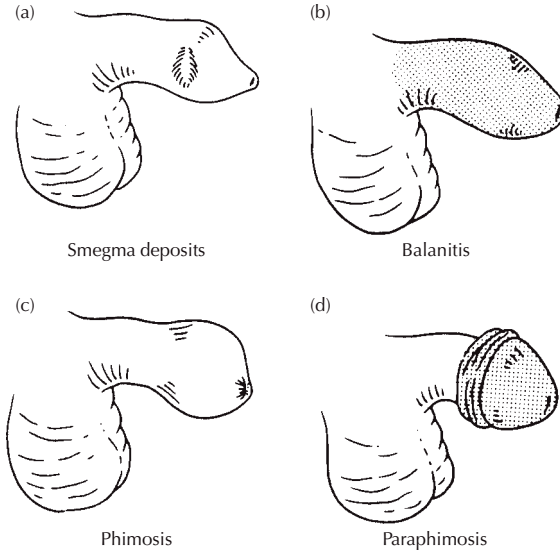 (a)
(b)
Smegma deposits
Balanitis
(c)
(d)
Phimosis
Paraphimosis